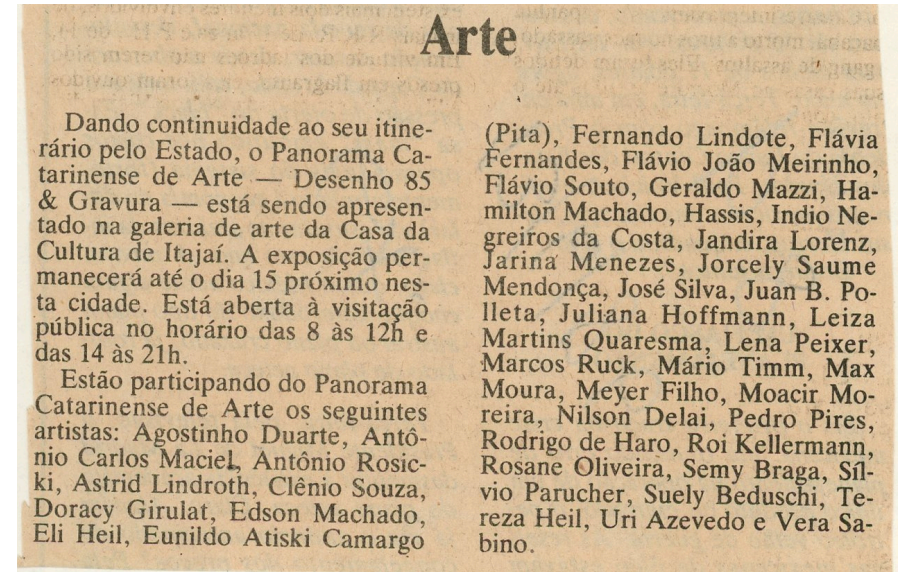 Arte
Dando continuidade ao seu itine-
rário pelo Estado, o Panorama Ca-
tarinense de Arte — Desenho 85
& Gravura — está sendo apresen-
tado na galeria de arte da Casa da
Cultura de Itajaí. A exposição per-
manecerá até o dia 15 próximo nes-
ta cidade. Está aberta à visitação
pública no horário das 8 às 12h e
das 14 às 21h.
Estão participando do Panorama
Catarinense de Arte os seguintes
artistas: Agostinho Duarte, Antô-
nio Carlos Maciel, Antônio Rosic-
ki, Astrid Lindroth, Clênio Souza,
Doracy Girulat, Edson Machado,
Eli Heil, Eunildo Atiski Camargo
(Pita), Fernando Lindote, Flávia
Fernandes, Flávio João Meirinho,
Flávio Souto, Geraldo Mazzi, Ha-
milton Machado, Hassis, Indio Ne-
greiros da Costa, Jandira Lorenz,
Jarina Menezes, Jorcely Saume
Mendonça, José Silva, Juan B. Po-
lleta, Juliana Hoffmann, Leiza
Martins Quaresma, Lena Peixer,
Marcos Ruck, Mário Timm, Max
Moura, Meyer Filho, Moacir Mo-
reira, Nilson Delai, Pedro Pires,
Rodrigo de Haro, Roi Kellermann,
Rosane Oliveira, Semy Braga, Síl-
vio Parucher, Suely Beduschi, Te-
reza Heil, Uri Azevedo e Vera Sa-
bino.